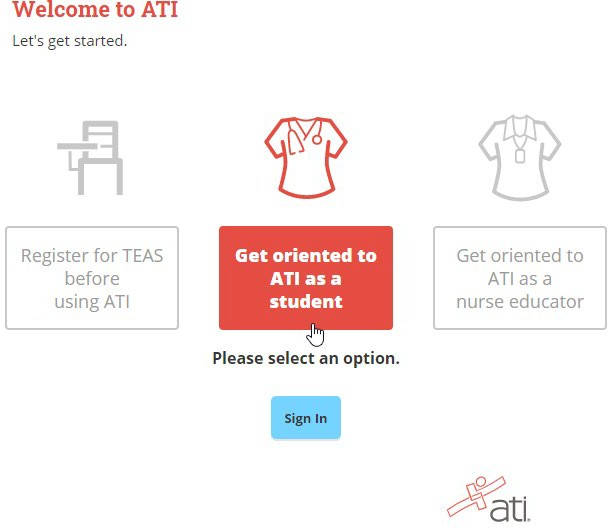 Welcome to ATI
Let's get started.
Register for TEAS
before
using ATI
Get oriented to
ATI as a
student
Get oriented to
ATI as a
nurse educator
Please select an option.
Sign In
ati